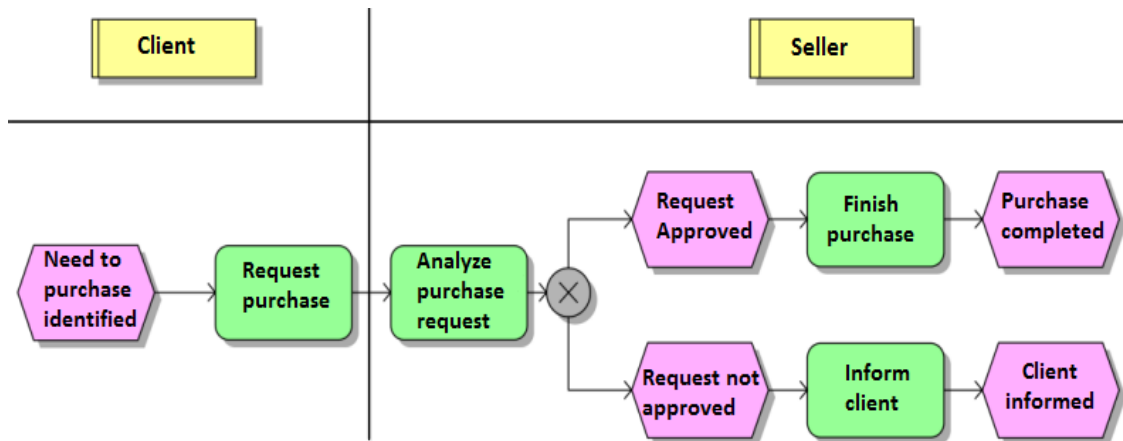 Client
Seller
Need to
purchase
identified
Request
purchase
Analyze
purchase
request
Request
Approved
Finish
purchase
Purchase
completed
Request not
approved
Inform
client
Client
informed